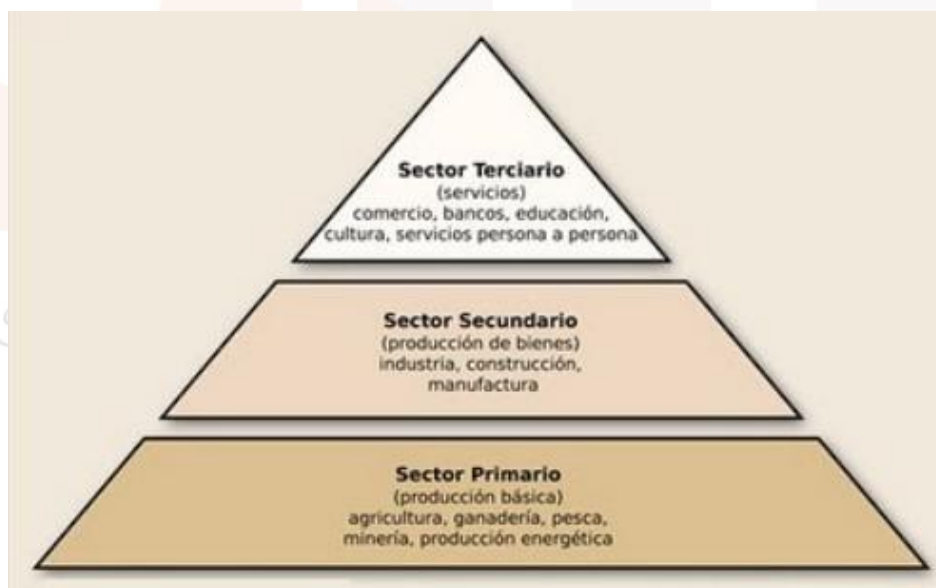 Sector Terciario
(servicios)
comercio, bancos, educación,
cultura, servicios persona a persona
Sector Secundario
(producción de bienes)
industria, construcción,
manufactura
Sector Primario
(producción básica)
agricultura, ganadería, pesca,
minería, producción energética